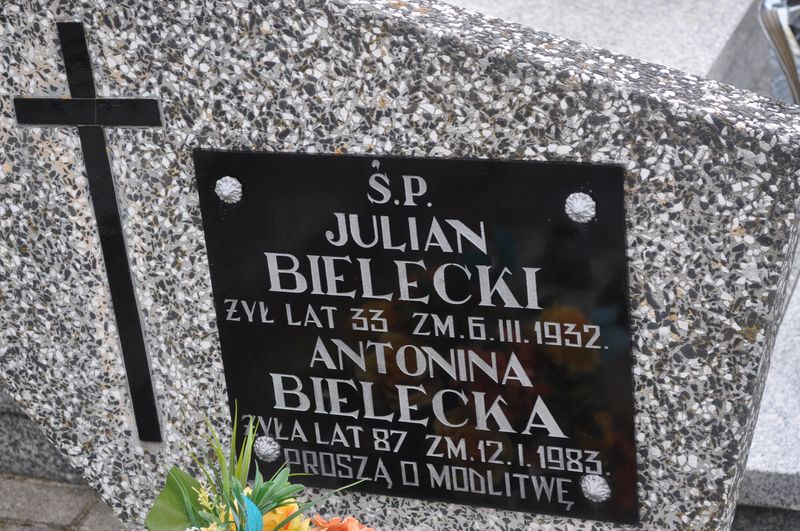 Ś.P.
JULIAN
BIELECKI
ŻYŁ LAT 33 ZM. 6. III. 1932.
ANTONINA
BIELECKA
ŻYŁA LAT 87 ZM. 12. I. 1983.
PROSZĄ O MODLITWĘ